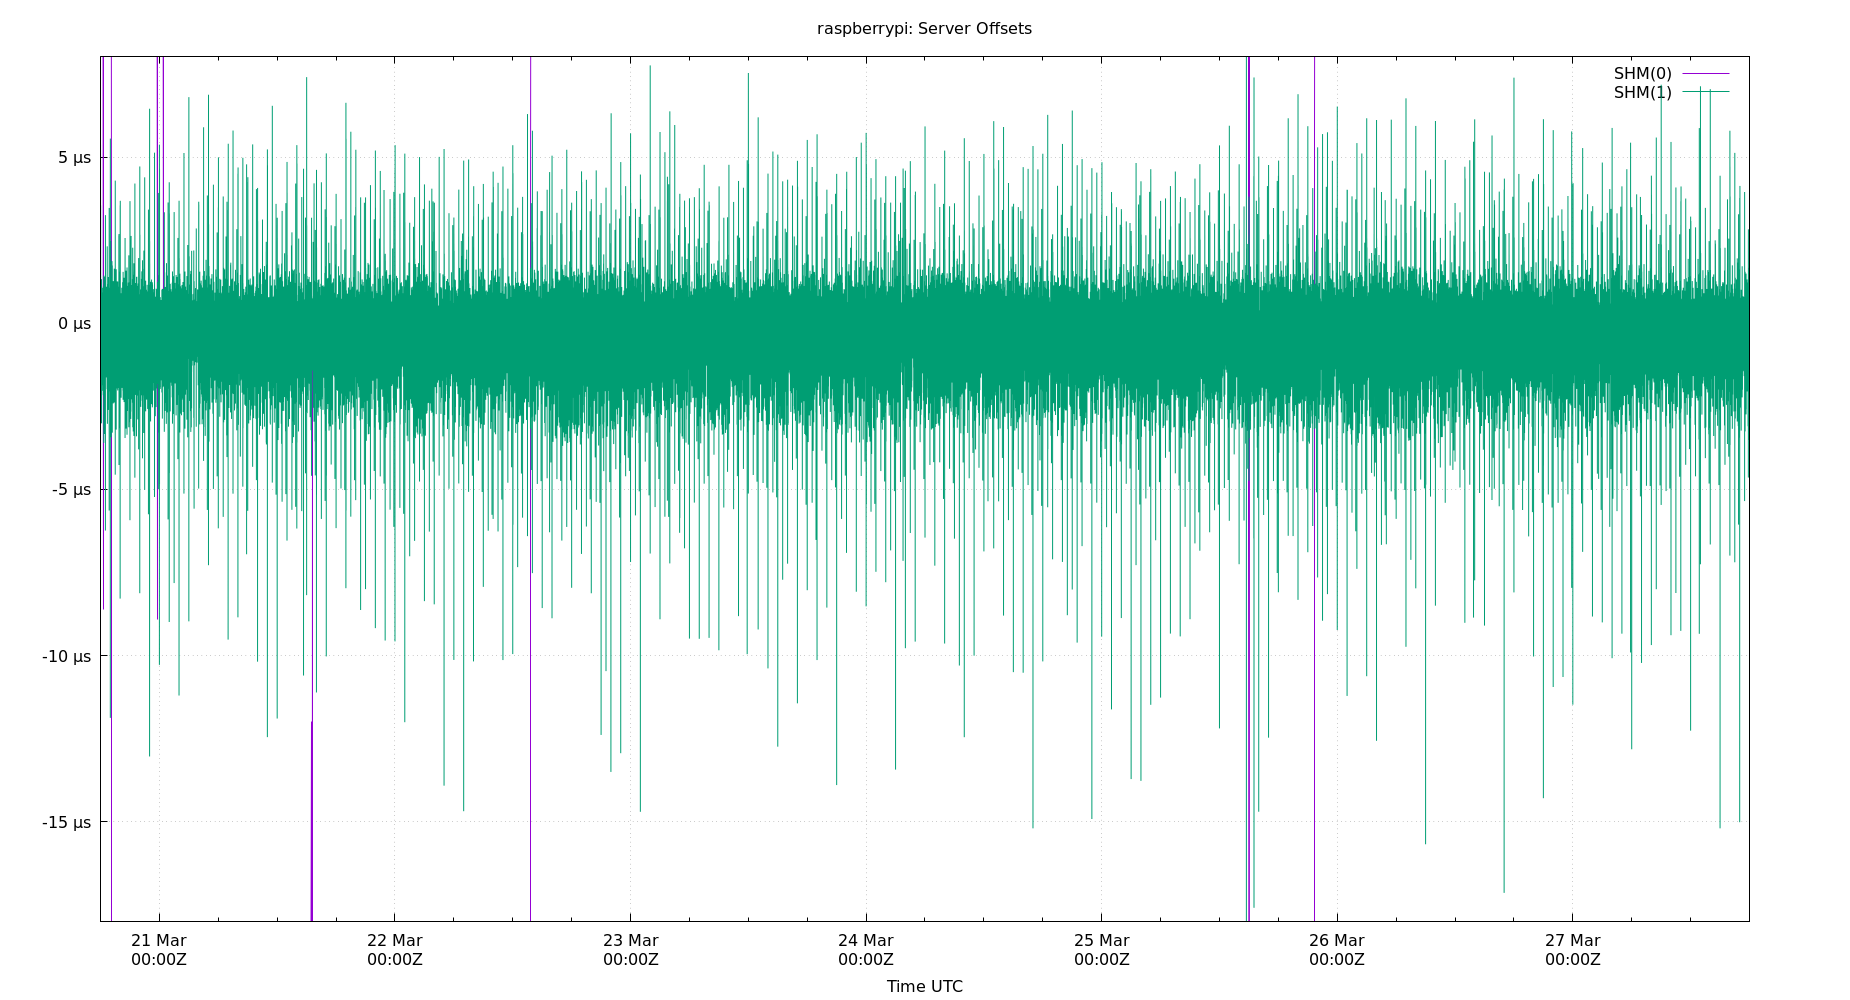 raspberrypi: Server Offsets
SHM(0)
SHM(1)
5 µs
0 µs
-5 µs
-10 µs
-15 µs
21 Mar 22 Mar 23 Mar 24 Mar 25 Mar 26 Mar 27 Mar
00:00Z 00:00Z 00:00Z 00:00Z 00:00Z 00:00Z 00:00Z
Time UTC